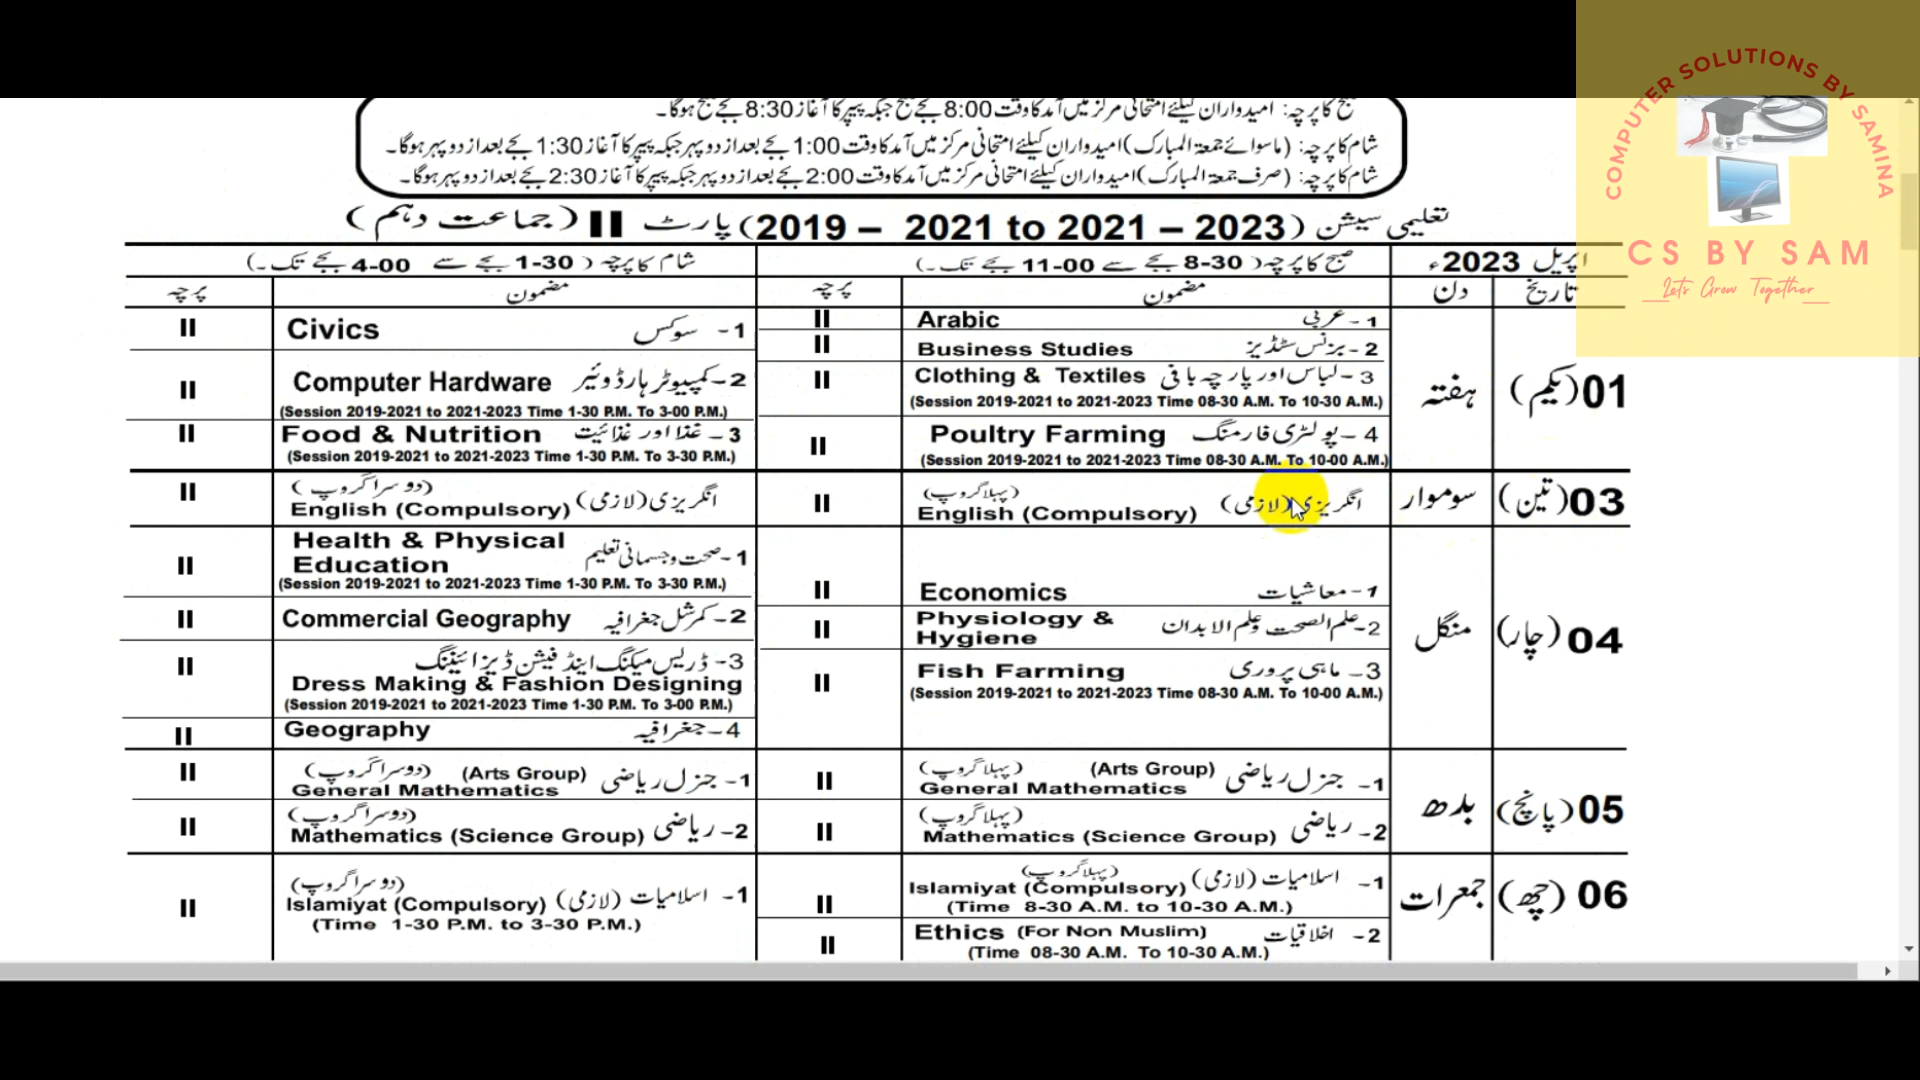 صبح کا پرچہ: امیدواران کیلئے امتحانی مرکز میں آمد کا وقت 8:00 بجے صبح جبکہ پیپر کا آغاز 8:30 بجے صبح ہوگا۔
شام کا پرچہ: (ماسوائے جمعۃ المبارک) امیدواران کیلئے امتحانی مرکز میں آمد کا وقت 1:00 بجے بعد از دوپہر جبکہ پیپر کا آغاز 1:30 بجے بعد از دوپہر ہوگا۔
شام کا پرچہ: (صرف جمعۃ المبارک) امیدواران کیلئے امتحانی مرکز میں آمد کا وقت 2:00 بجے بعد از دوپہر جبکہ پیپر کا آغاز 2:30 بجے بعد از دوپہر ہوگا۔
تعلیمی سیشن (2019 – 2021 to 2021 – 2023) پارٹ II (جماعت دہم)
اپریل 2023ء
صبح کا پرچہ (8-30 بجے سے 11-00 بجے تک۔)
شام کا پرچہ (1-30 بجے سے 4-00 بجے تک۔)
تاریخ دن مضمون پرچہ مضمون پرچہ
01 (یکم) ہفتہ
1- عربی Arabic II
2- بزنس سٹڈیز Business Studies II
3- لباس اور پارچہ بافی Clothing & Textiles II
(Session 2019-2021 to 2021-2023 Time 08-30 A.M. To 10-30 A.M.)
4- پولٹری فارمنگ Poultry Farming II
(Session 2019-2021 to 2021-2023 Time 08-30 A.M. To 10-00 A.M.)
1- سوکس Civics II
2- کمپیوٹر ہارڈوئیر Computer Hardware II
(Session 2019-2021 to 2021-2023 Time 1-30 P.M. To 3-00 P.M.)
3- غذا اور غذائیت Food & Nutrition II
(Session 2019-2021 to 2021-2023 Time 1-30 P.M. To 3-30 P.M.)
03 (تین) سوموار
(پہلا گروپ)
انگریزی (لازمی) English (Compulsory) II
(دوسرا گروپ)
انگریزی (لازمی) English (Compulsory) II
04 (چار) منگل
1- معاشیات Economics II
2- علم الصحت و علم الابدان Physiology &
Hygiene II
3- ماہی پروری Fish Farming II
(Session 2019-2021 to 2021-2023 Time 08-30 A.M. To 10-00 A.M.)
1- صحت و جسمانی تعلیم Health & Physical
Education II
(Session 2019-2021 to 2021-2023 Time 1-30 P.M. To 3-30 P.M.)
2- کمرشل جغرافیہ Commercial Geography II
3- ڈریس میکنگ اینڈ فیشن ڈیزائیننگ II
Dress Making & Fashion Designing
(Session 2019-2021 to 2021-2023 Time 1-30 P.M. To 3-00 P.M.)
4- جغرافیہ Geography II
05 (پانچ) بدھ
1- جنرل ریاضی (Arts Group) (پہلا گروپ)
General Mathematics II
(پہلا گروپ)
2- ریاضی Mathematics (Science Group) II
1- جنرل ریاضی (Arts Group) (دوسرا گروپ)
General Mathematics II
(دوسرا گروپ)
2- ریاضی Mathematics (Science Group) II
06 (چھ) جمعرات
(پہلا گروپ)
1- اسلامیات (لازمی) Islamiyat (Compulsory) II
(Time 8-30 A.M. to 10-30 A.M.)
2- اخلاقیات Ethics (For Non Muslim) II
(Time 08-30 A.M. To 10-30 A.M.)
(دوسرا گروپ)
1- اسلامیات (لازمی) Islamiyat (Compulsory) II
(Time 1-30 P.M. to 3-30 P.M.)
COMPUTER SOLUTIONS BY SAMINA
CS BY SAM
Lets Grow Together